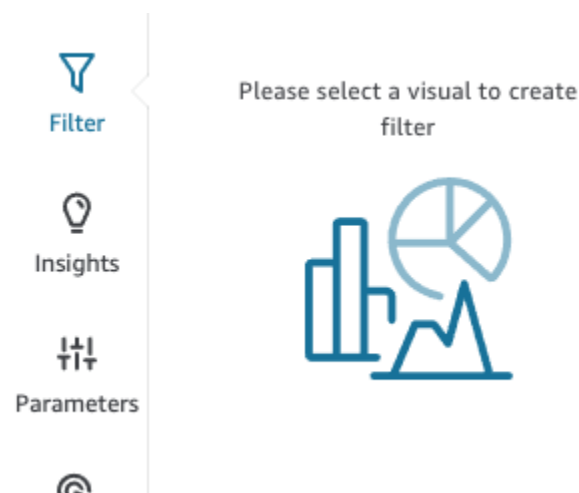 Filter
Please select a visual to create
filter
Insights
Parameters